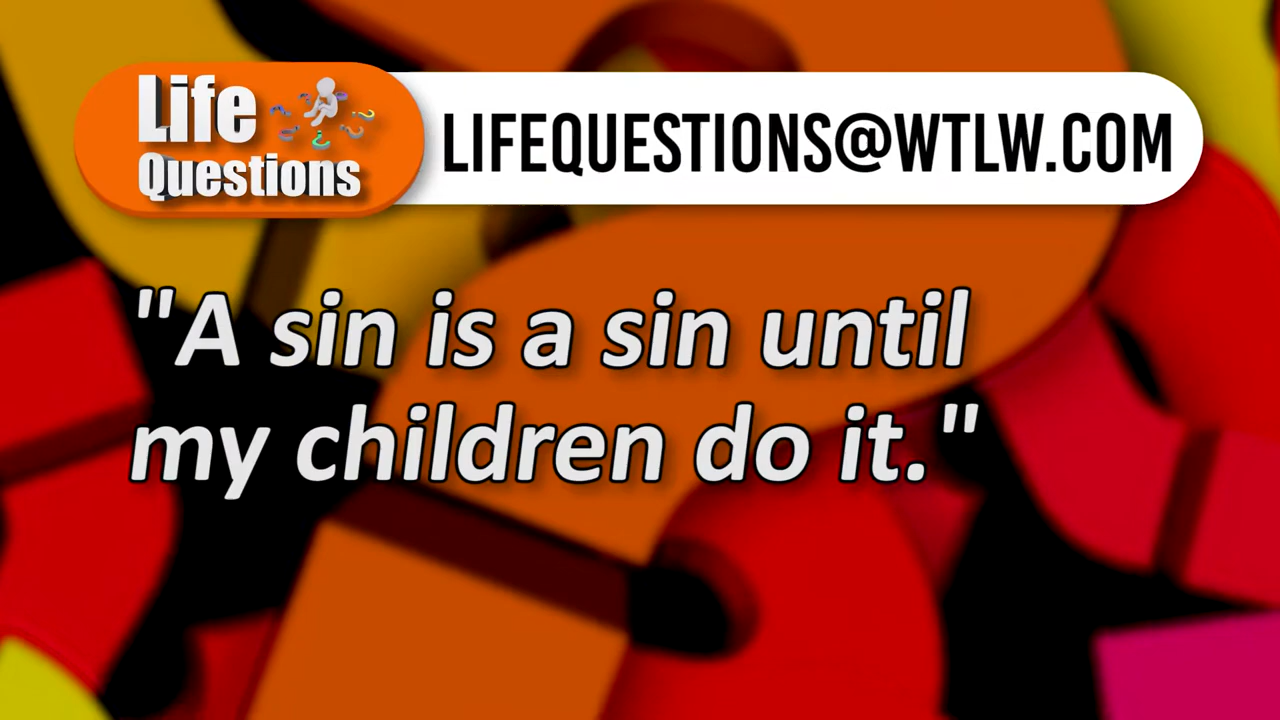 Life
Questions
LIFEQUESTIONS@WTLW.COM
"A sin is a sin until
my children do it."